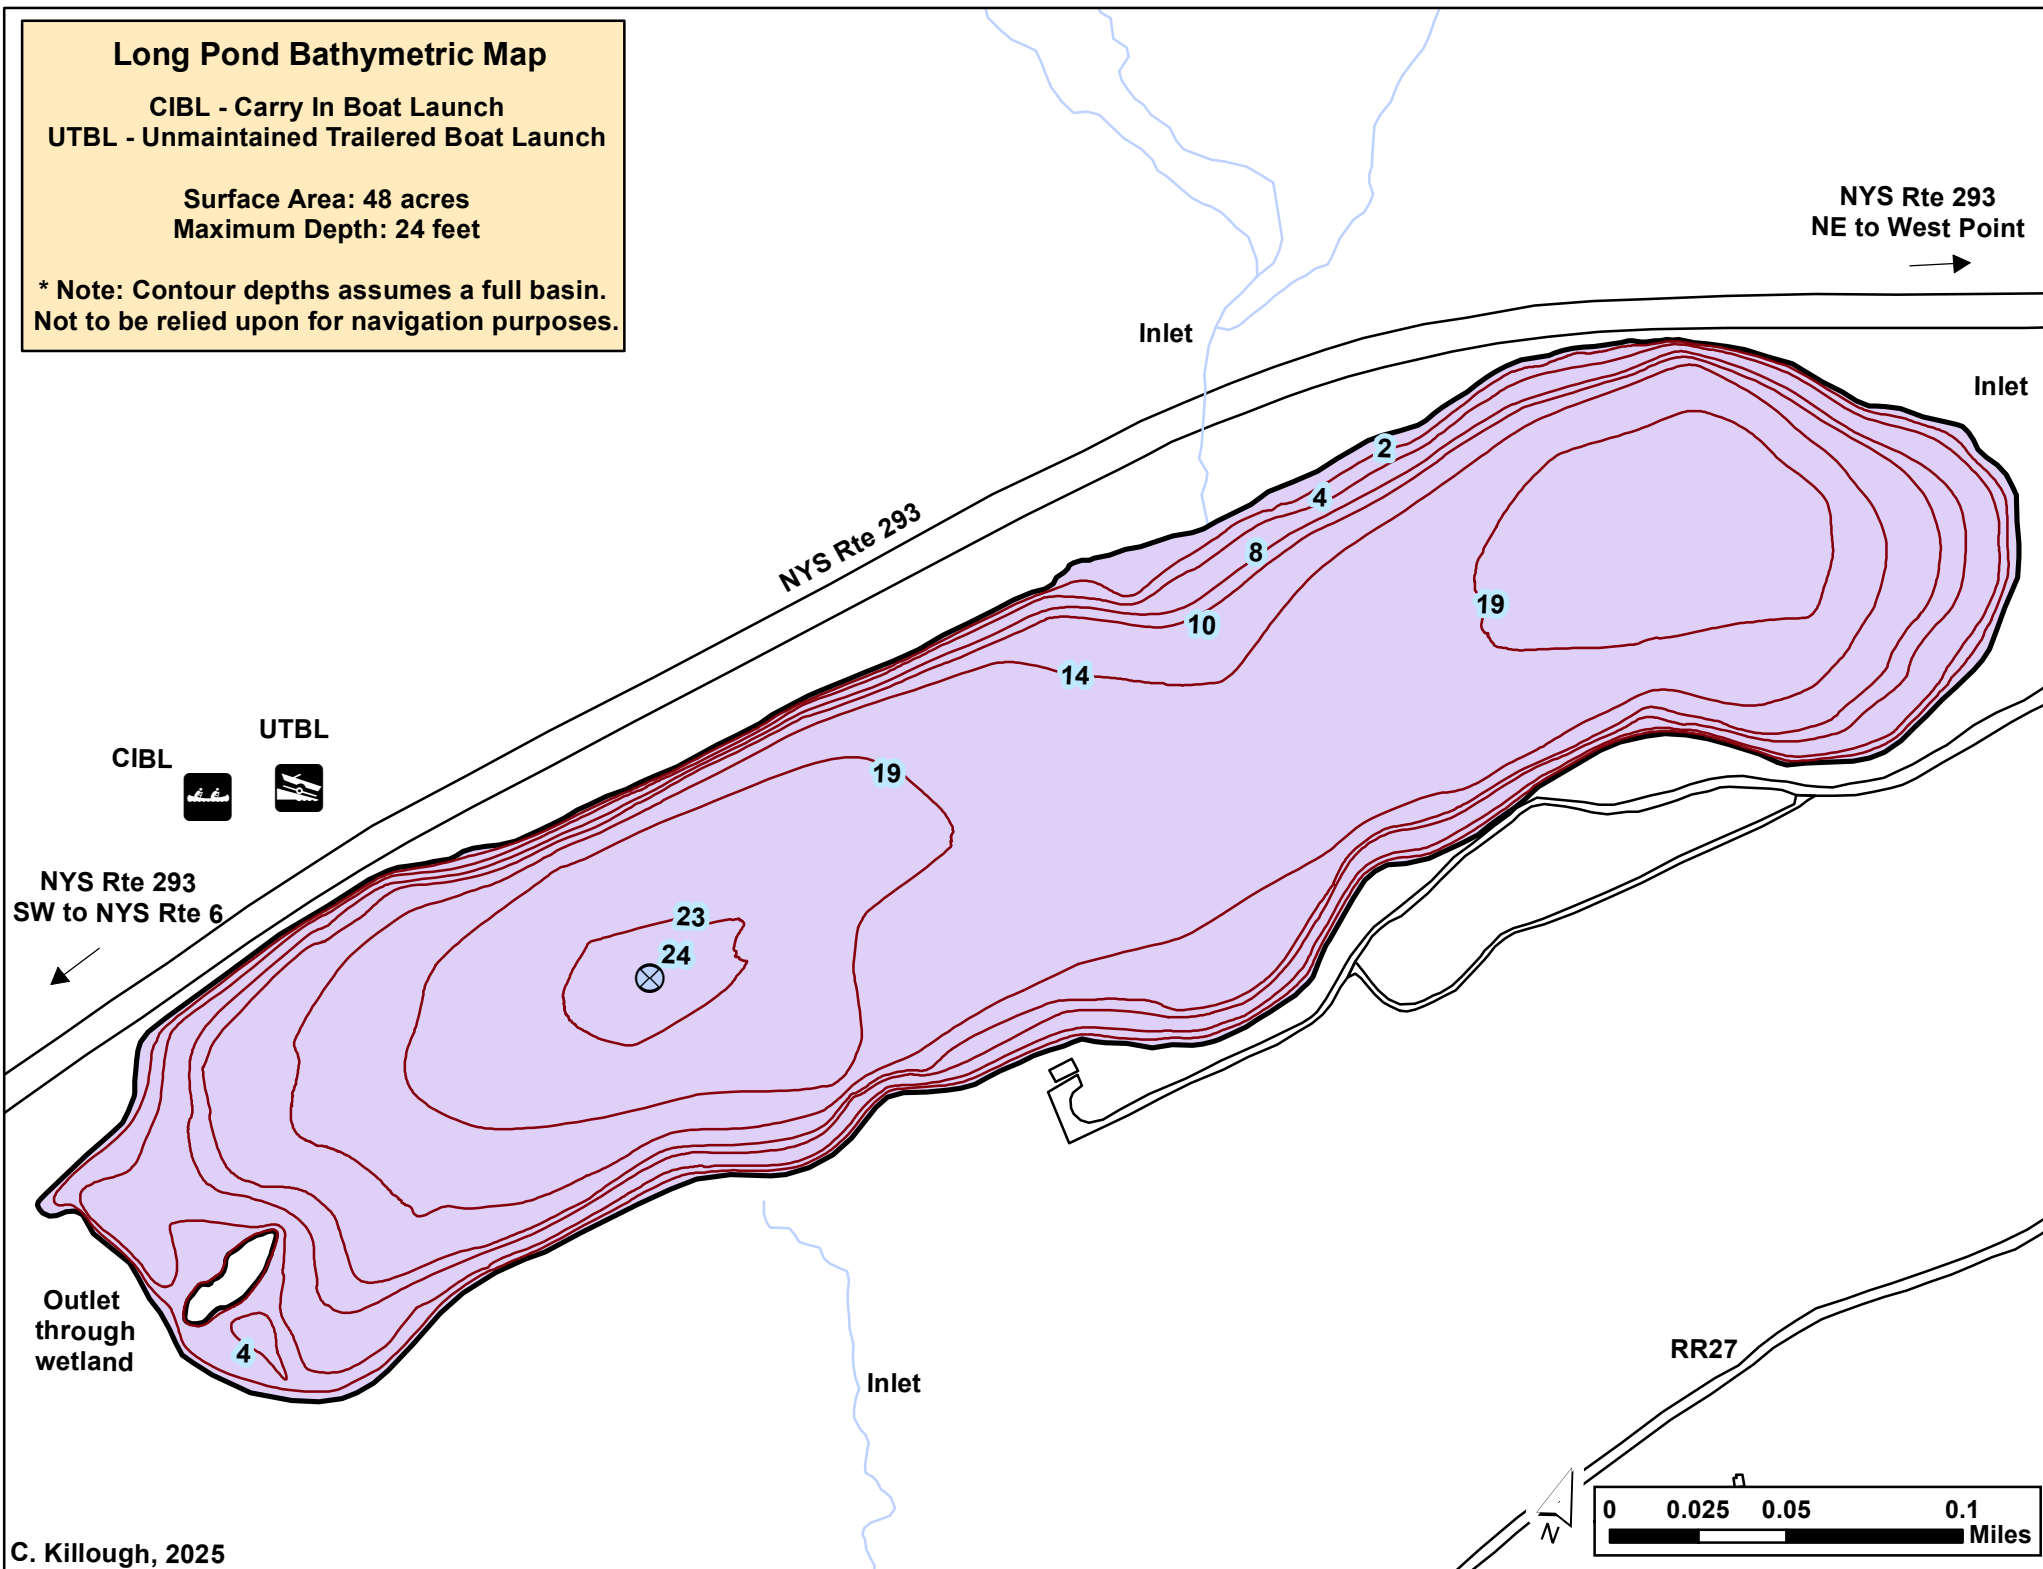 Long Pond Bathymetric Map
CIBL - Carry In Boat Launch
UTBL - Unmaintained Trailered Boat Launch
Surface Area: 48 acres
Maximum Depth: 24 feet
* Note: Contour depths assumes a full basin.
Not to be relied upon for navigation purposes.
NYS Rte 293
NE to West Point
Inlet
Inlet
2
4
NYS Rte 293
8
19
10
14
UTBL
CIBL
19
NYS Rte 293
SW to NYS Rte 6
23
24
Outlet
through
wetland
4
Inlet
RR27
N
0 0.025 0.05 0.1
Miles
C. Killough, 2025